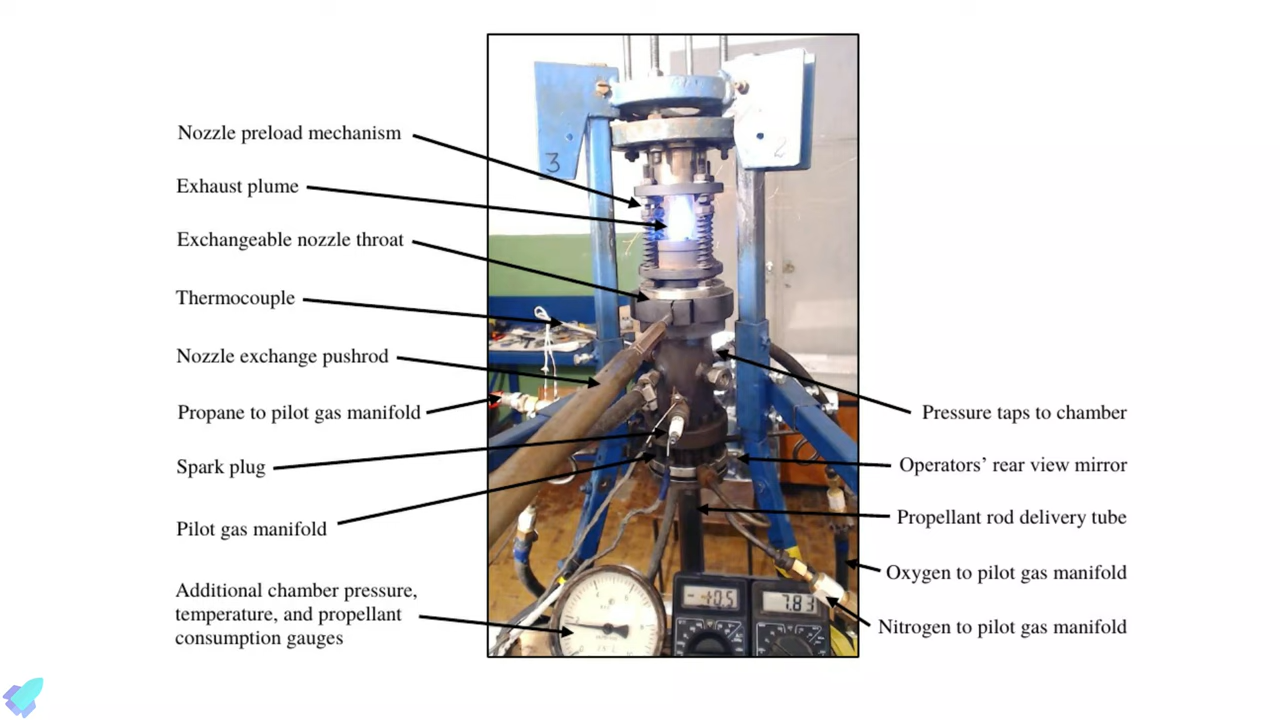 Nozzle preload mechanism
Exhaust plume
Exchangeable nozzle throat
Thermocouple
Nozzle exchange pushrod
Propane to pilot gas manifold
Spark plug
Pilot gas manifold
Additional chamber pressure,
temperature, and propellant
consumption gauges
3
2
7.83
Pressure taps to chamber
Operators’ rear view mirror
Propellant rod delivery tube
Oxygen to pilot gas manifold
Nitrogen to pilot gas manifold